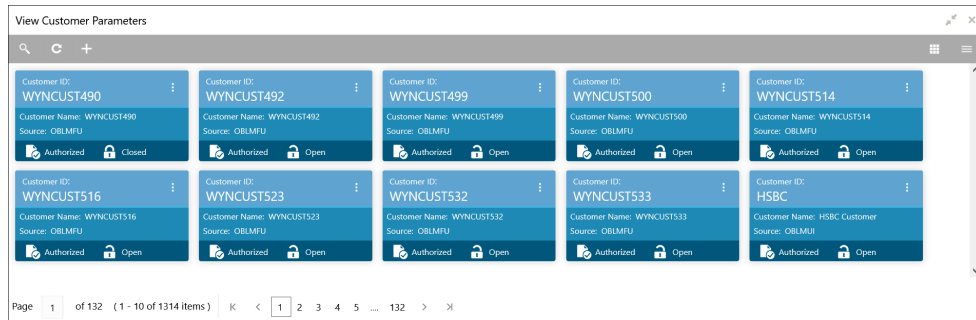 View Customer Parameters
Customer ID: Customer ID: Customer ID: Customer ID: Customer ID:
WYNCUST490 WYNCUST492 WYNCUST499 WYNCUST500 WYNCUST514
Customer Name: WYNCUST490 Customer Name: WYNCUST492 Customer Name: WYNCUST499 Customer Name: WYNCUST500 Customer Name: WYNCUST514
Source: OBLMFU Source: OBLMFU Source: OBLMFU Source: OBLMFU Source: OBLMFU
Authorized Closed Authorized Open Authorized Open Authorized Open Authorized Open
Customer ID: Customer ID: Customer ID: Customer ID: Customer ID:
WYNCUST516 WYNCUST523 WYNCUST532 WYNCUST533 HSBC
Customer Name: WYNCUST516 Customer Name: WYNCUST523 Customer Name: WYNCUST532 Customer Name: WYNCUST533 Customer Name: HSBC Customer
Source: OBLMFU Source: OBLMFU Source: OBLMFU Source: OBLMFU Source: OBLMUI
Authorized Open Authorized Open Authorized Open Authorized Open Authorized Open
Page 1 of 132 (1 - 10 of 1314 items) 1 2 3 4 5 .... 132